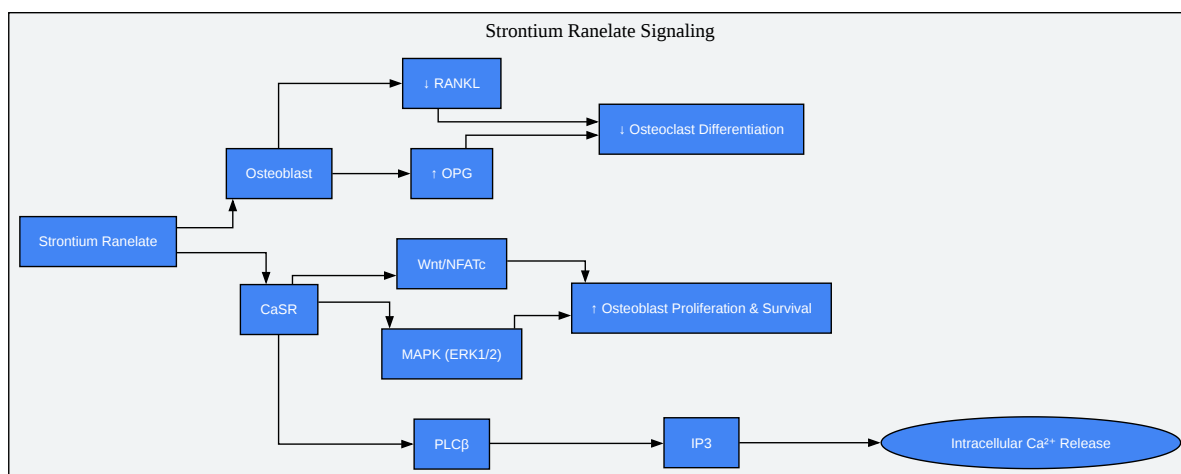 Strontium Ranelate Signaling
↓ RANKL
↓ Osteoclast Differentiation
Osteoblast
↑ OPG
Strontium Ranelate
Wnt/NFATc
CaSR
↑ Osteoblast Proliferation & Survival
MAPK (ERK1/2)
PLCβ
IP3
Intracellular Ca²⁺ Release